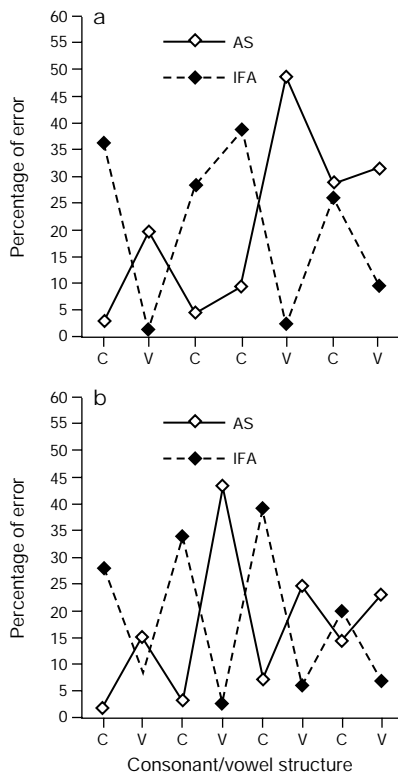 a
AS
IFA
Percentage of error
60
55
50
45
40
35
30
25
20
15
10
5
0
C V C C V C V
b
AS
IFA
Percentage of error
60
55
50
45
40
35
30
25
20
15
10
5
0
C V C V C V C V
Consonant/vowel structure